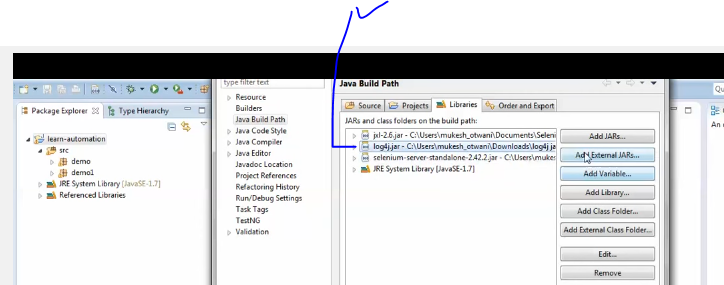 type filter text
Resource
Builders
Java Build Path
Java Code Style
Java Compiler
Java Editor
Javadoc Location
Project References
Refactoring History
Run/Debug Settings
Task Tags
TestNG
Validation
Package Explorer
Type Hierarchy
learn-automation
src
demo
demo1
JRE System Library [JavaSE-1.7]
Referenced Libraries
Java Build Path
Source
Projects
Libraries
Order and Export
JARs and class folders on the build path:
jxl-2.6.jar - C:\Users\mukesh_otwani\Documents\Seleni
log4j.jar - C:\Users\mukesh_otwani\Downloads\log4j ja
selenium-server-standalone-2.42.2.jar - C:\Users\mukes
JRE System Library [JavaSE-1.7]
Add JARs...
Add External JARs...
Add Variable...
Add Library...
Add Class Folder...
Add External Class Folder...
Edit...
Remove
Qu
An